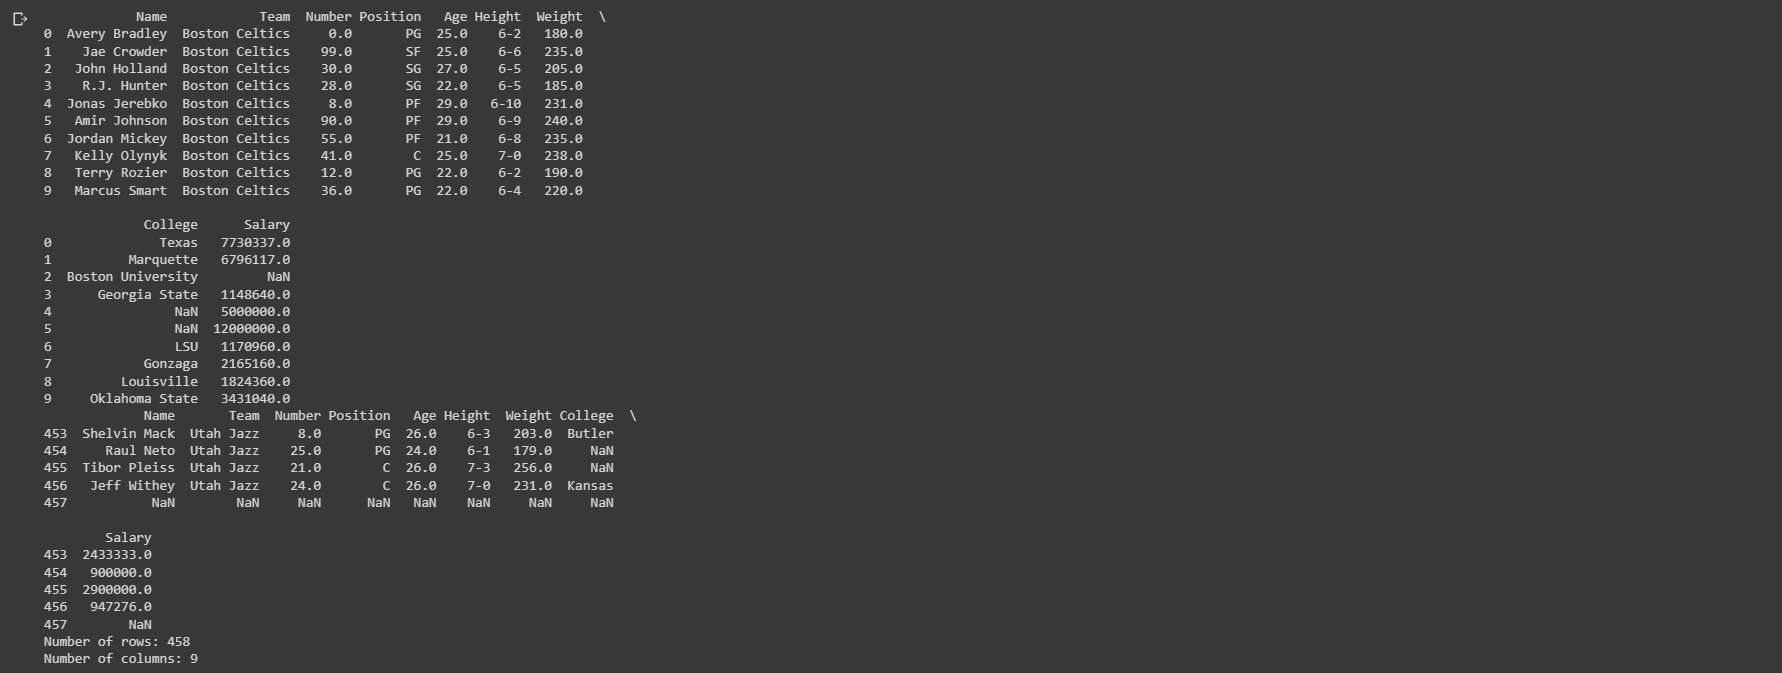 Name            Team  Number Position   Age Height  Weight  \
0  Avery Bradley  Boston Celtics     0.0       PG  25.0    6-2   180.0
1    Jae Crowder  Boston Celtics    99.0       SF  25.0    6-6   235.0
2   John Holland  Boston Celtics    30.0       SG  27.0    6-5   205.0
3    R.J. Hunter  Boston Celtics    28.0       SG  22.0    6-5   185.0
4  Jonas Jerebko  Boston Celtics     8.0       PF  29.0   6-10   231.0
5   Amir Johnson  Boston Celtics    90.0       PF  29.0    6-9   240.0
6  Jordan Mickey  Boston Celtics    55.0       PF  21.0    6-8   235.0
7   Kelly Olynyk  Boston Celtics    41.0        C  25.0    7-0   238.0
8   Terry Rozier  Boston Celtics    12.0       PG  22.0    6-2   190.0
9   Marcus Smart  Boston Celtics    36.0       PG  22.0    6-4   220.0

             College      Salary
0              Texas   7730337.0
1          Marquette   6796117.0
2  Boston University         NaN
3      Georgia State   1148640.0
4                NaN   5000000.0
5                NaN  12000000.0
6                LSU   1170960.0
7            Gonzaga   2165160.0
8         Louisville   1824360.0
9     Oklahoma State   3431040.0
             Name       Team  Number Position   Age Height  Weight College  \
453  Shelvin Mack  Utah Jazz     8.0       PG  26.0    6-3   203.0  Butler
454     Raul Neto  Utah Jazz    25.0       PG  24.0    6-1   179.0     NaN
455  Tibor Pleiss  Utah Jazz    21.0        C  26.0    7-3   256.0     NaN
456   Jeff Withey  Utah Jazz    24.0        C  26.0    7-0   231.0  Kansas
457           NaN        NaN     NaN      NaN   NaN    NaN     NaN     NaN

        Salary
453  2433333.0
454   900000.0
455  2900000.0
456   947276.0
457        NaN
Number of rows: 458
Number of columns: 9